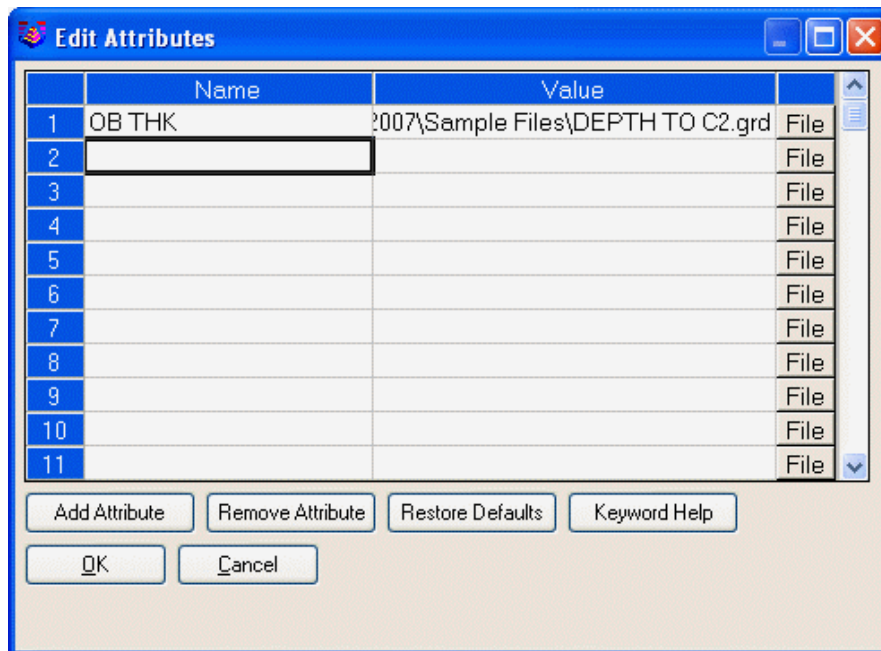 Edit Attributes
Name Value
1 OB THK 2007\Sample Files\DEPTH TO C2.grd File
2 File
3 File
4 File
5 File
6 File
7 File
8 File
9 File
10 File
11 File
Add Attribute Remove Attribute Restore Defaults Keyword Help
OK Cancel